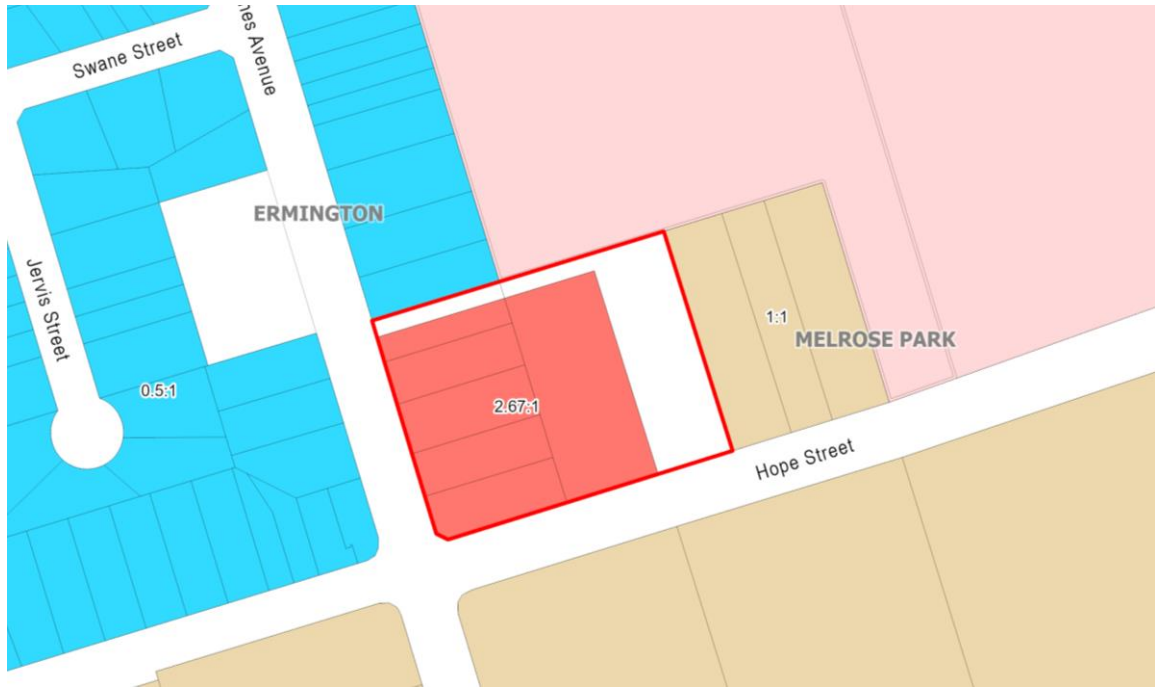 Swane Street
nes Avenue
ERMINGTON
Jervis Street
0.5:1
2.67:1
1:1
MELROSE PARK
Hope Street